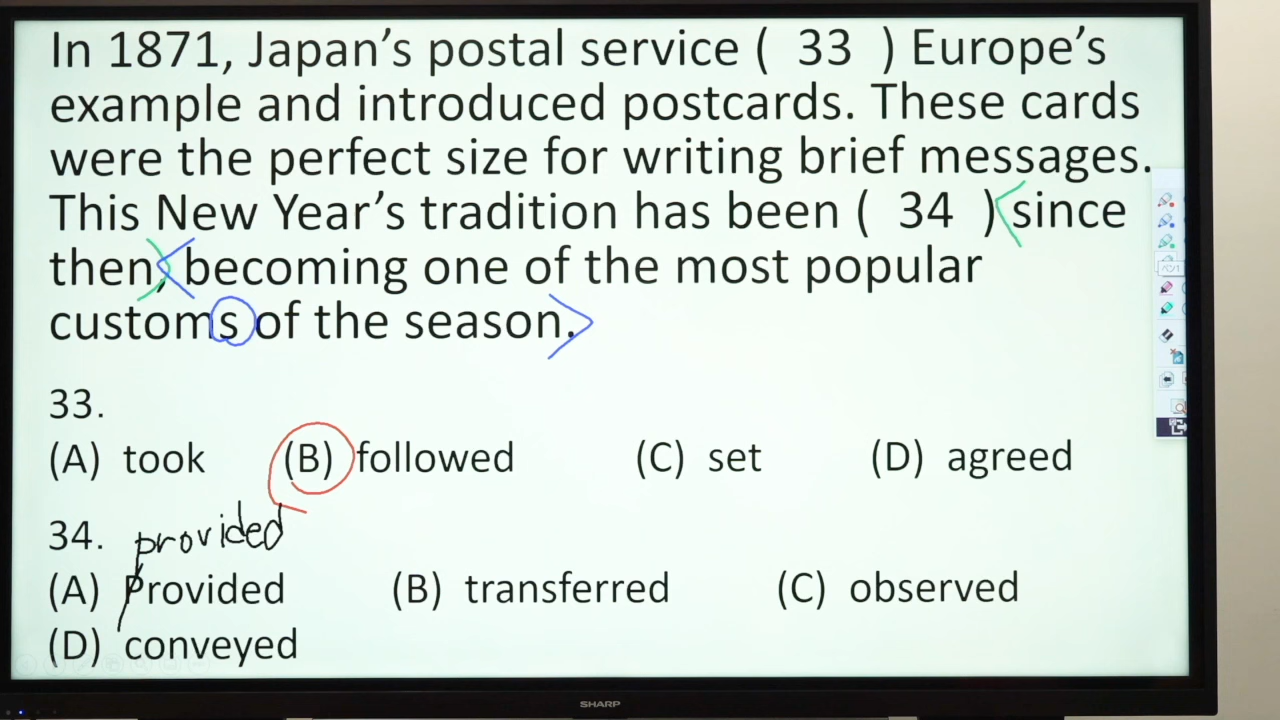 In 1871, Japan’s postal service ( 33 ) Europe’s
example and introduced postcards. These cards
were the perfect size for writing brief messages.
This New Year’s tradition has been ( 34 ) since
then, becoming one of the most popular
customs of the season.
33.
(A) took (B) followed (C) set (D) agreed
34. provided
(A) Provided (B) transferred (C) observed
(D) conveyed
SHARP